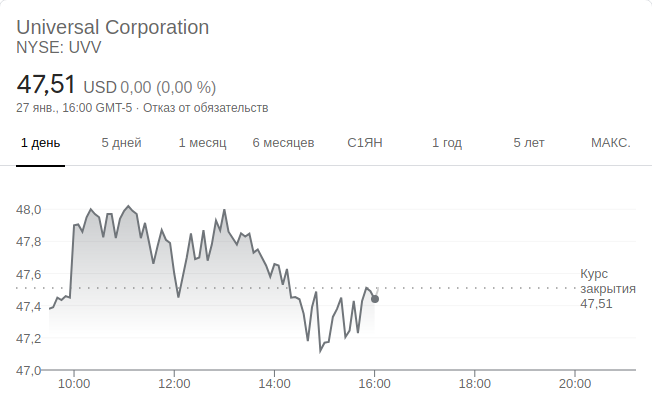 Universal Corporation
NYSE: UVV
47,51 USD 0,00 (0,00 %)
27 янв., 16:00 GMT-5 · Отказ от обязательств
1 день 5 дней 1 месяц 6 месяцев С1ЯН 1 год 5 лет МАКС.
48,0
47,8
47,6
47,4
47,2
47,0
Курс
закрытия
47,51
10:00 12:00 14:00 16:00 18:00 20:00